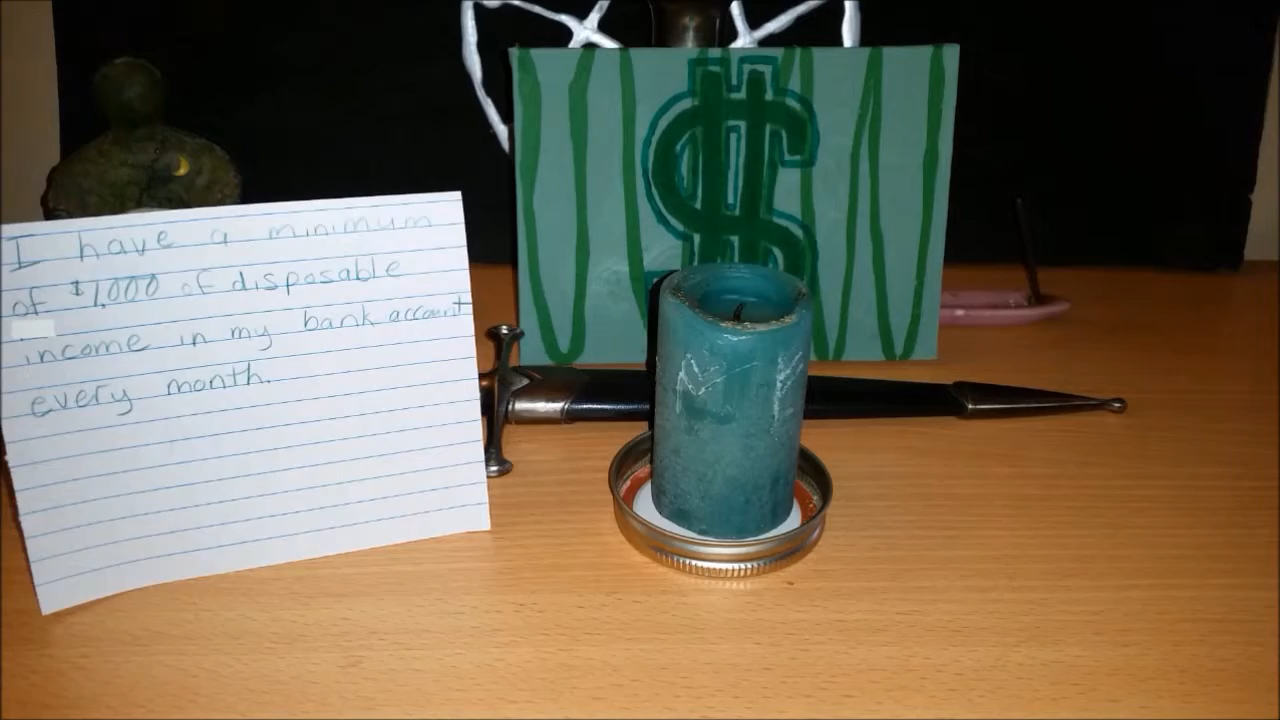 I have a minimum
of $1,000 of disposable
income in my bank account
every month.
$